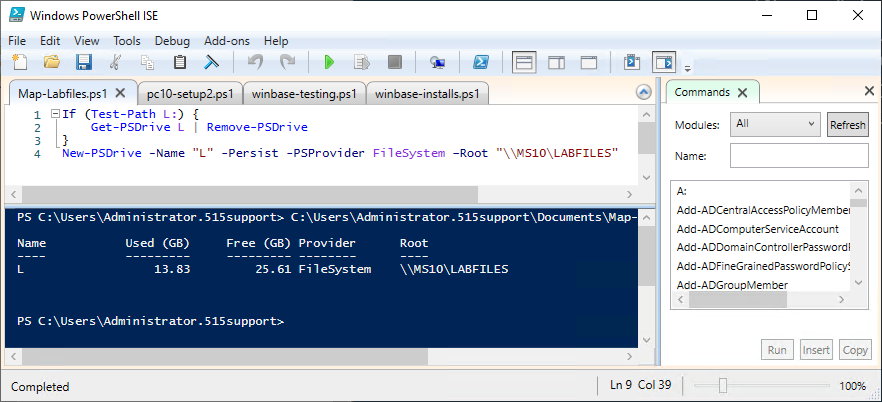 Windows PowerShell ISE
File Edit View Tools Debug Add-ons Help
Map-Labfiles.ps1 pc10-setup2.ps1 winbase-testing.ps1 winbase-installs.ps1
1 If (Test-Path L:) {
2 Get-PSDrive L | Remove-PSDrive
3 }
4 New-PSDrive -Name "L" -Persist -PSProvider FileSystem -Root "\\MS10\LABFILES"
PS C:\Users\Administrator.515support> C:\Users\Administrator.515support\Documents\Map-
Name Used (GB) Free (GB) Provider Root
---- --------- --------- -------- ----
L 13.83 25.61 FileSystem \\MS10\LABFILES
PS C:\Users\Administrator.515support>
Commands
Modules: All Refresh
Name:
A:
Add-ADCentralAccessPolicyMember
Add-ADComputerServiceAccount
Add-ADDomainControllerPasswordR
Add-ADFineGrainedPasswordPolicyS
Add-ADGroupMember
Run Insert Copy
Completed Ln 9 Col 39 100%